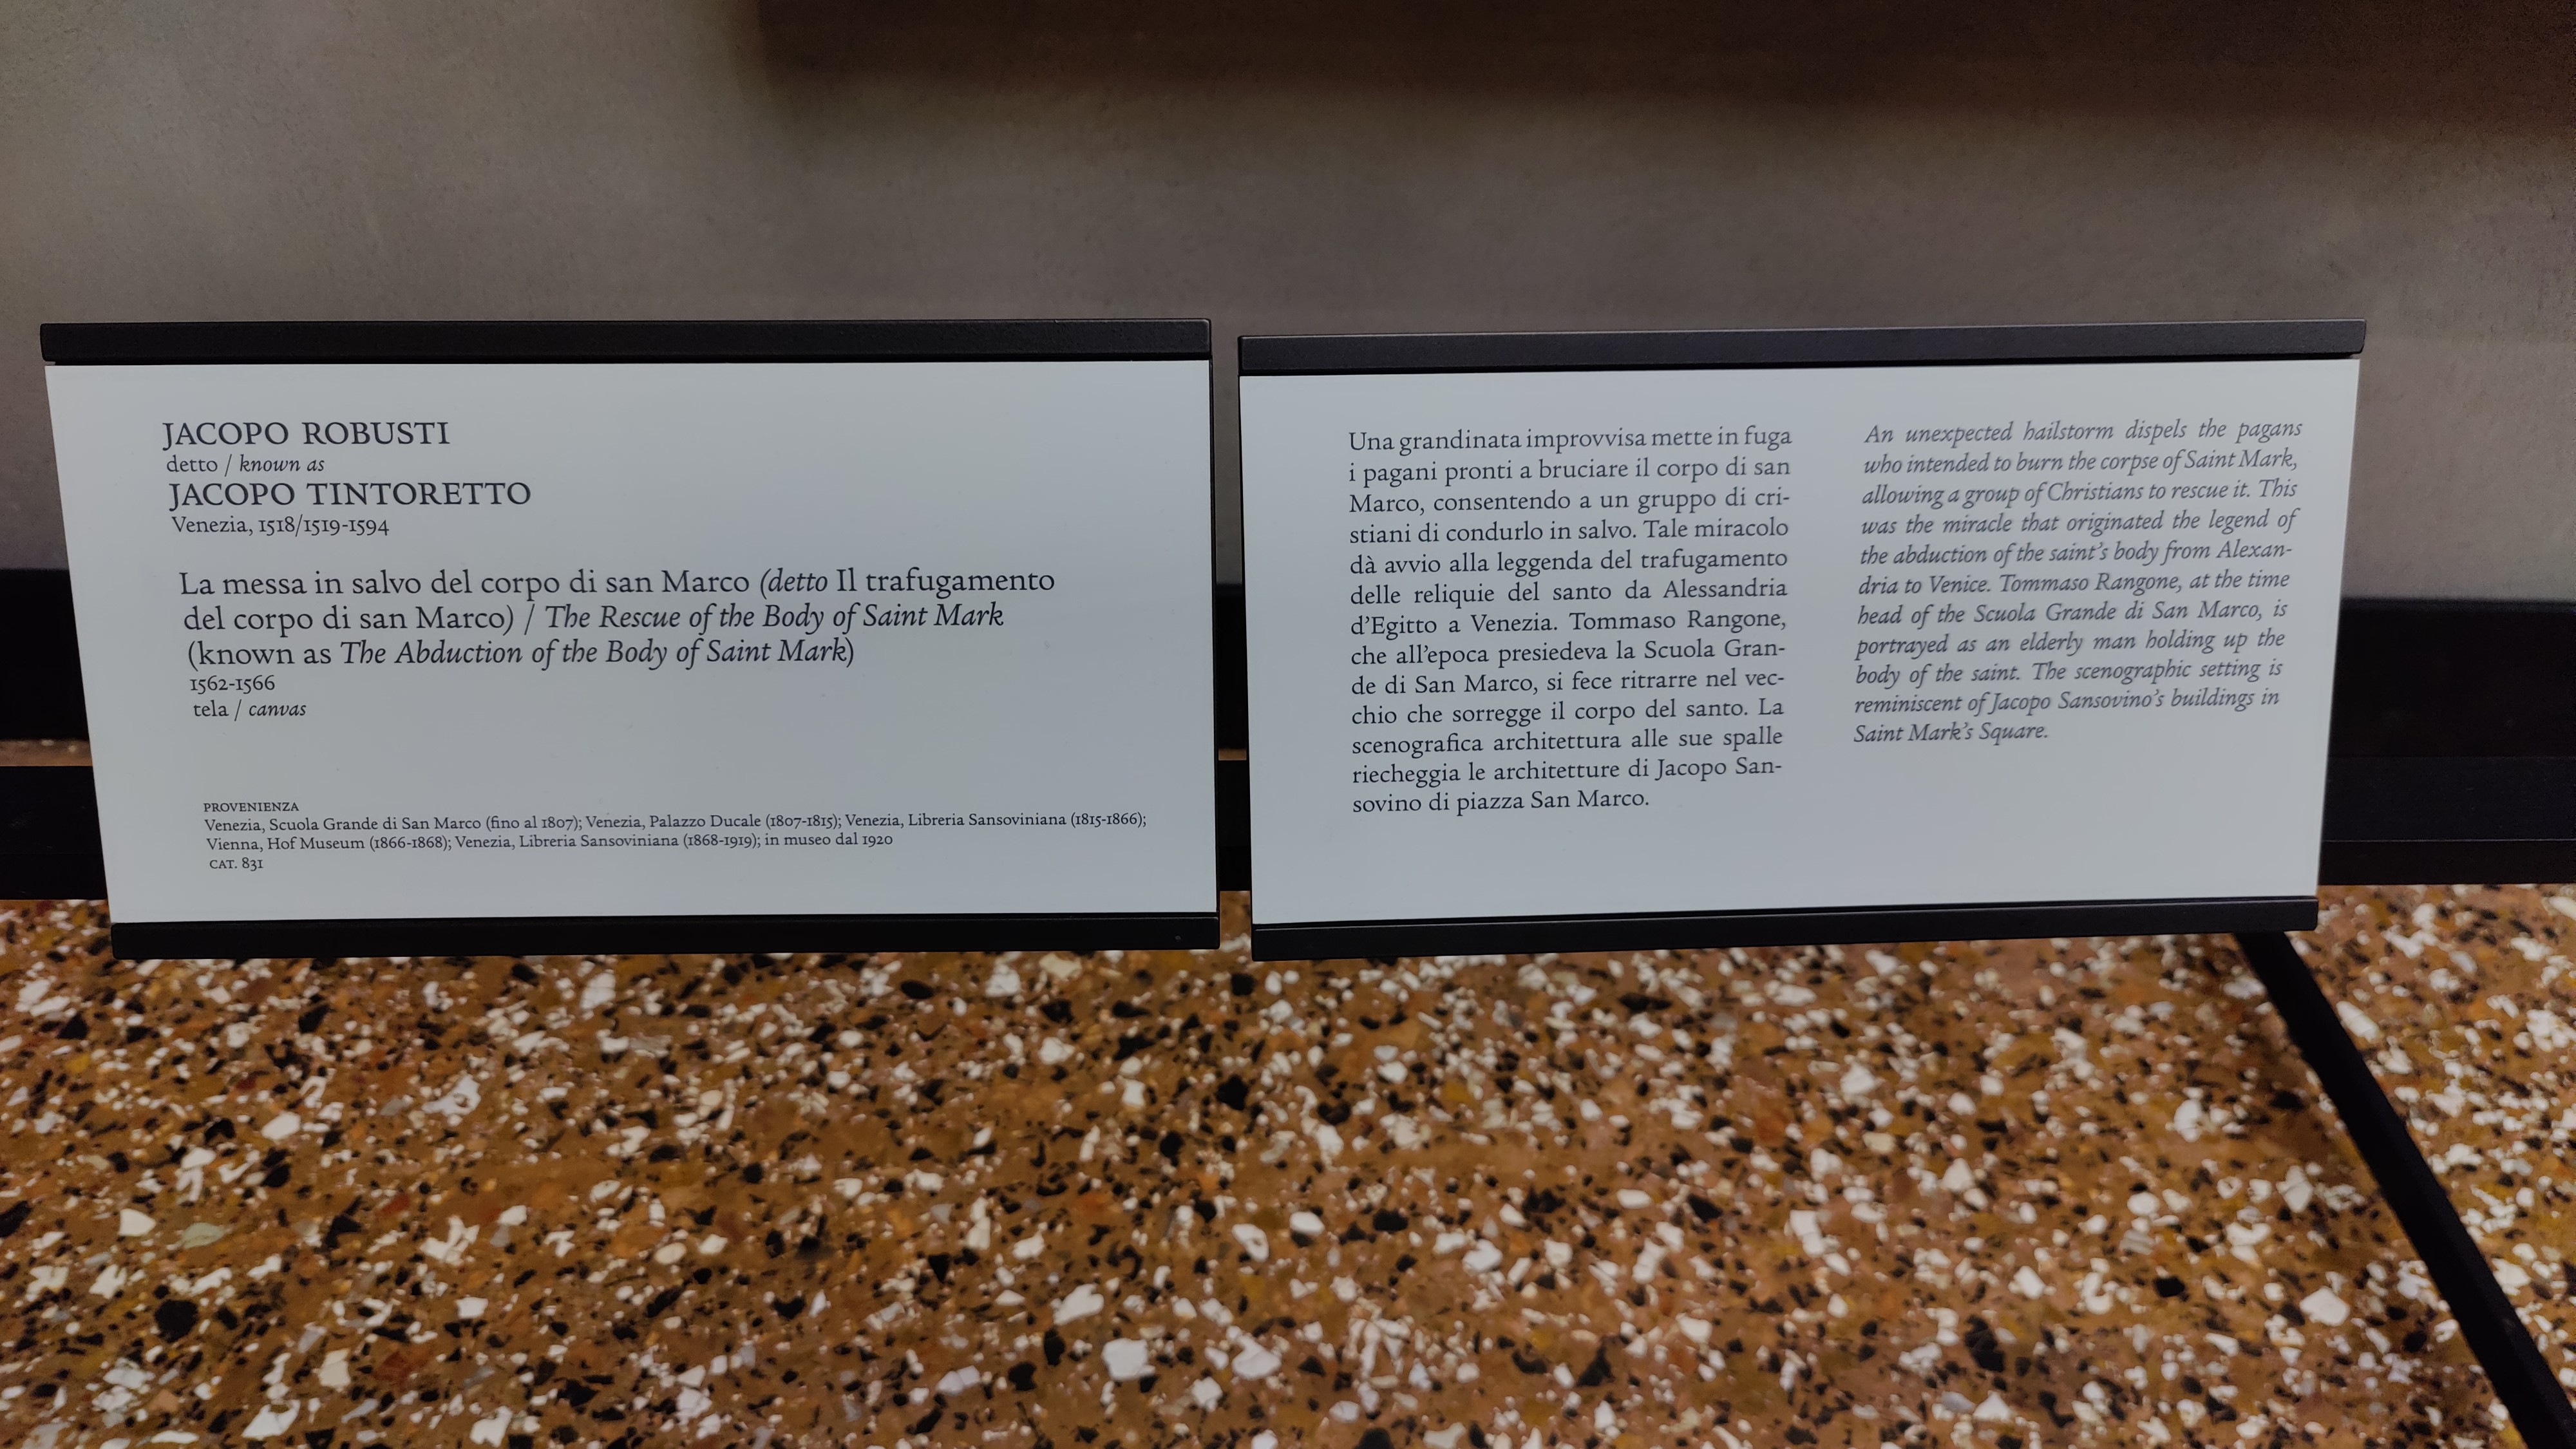 JACOPO ROBUSTI
detto / known as
JACOPO TINTORETTO
Venezia, 1518/1519-1594
La messa in salvo del corpo di san Marco (detto Il trafugamento
del corpo di san Marco) / The Rescue of the Body of Saint Mark
(known as The Abduction of the Body of Saint Mark)
1562-1566
tela / canvas
PROVENIENZA
Venezia, Scuola Grande di San Marco (fino al 1807); Venezia, Palazzo Ducale (1807-1815); Venezia, Libreria Sansoviniana (1815-1866);
Vienna, Hof Museum (1866-1868); Venezia, Libreria Sansoviniana (1868-1919); in museo dal 1920
CAT. 831
Una grandinata improvvisa mette in fuga
i pagani pronti a bruciare il corpo di san
Marco, consentendo a un gruppo di cri-
stiani di condurlo in salvo. Tale miracolo
dà avvio alla leggenda del trafugamento
delle reliquie del santo da Alessandria
d'Egitto a Venezia. Tommaso Rangone,
che all'epoca presiedeva la Scuola Gran-
de di San Marco, si fece ritrarre nel vec-
chio che sorregge il corpo del santo. La
scenografica architettura alle sue spalle
riecheggia le architetture di Jacopo San-
sovino di piazza San Marco.
An unexpected hailstorm dispels the pagans
who intended to burn the corpse of Saint Mark,
allowing a group of Christians to rescue it. This
was the miracle that originated the legend of
the abduction of the saint's body from Alexan-
dria to Venice. Tommaso Rangone, at the time
head of the Scuola Grande di San Marco, is
portrayed as an elderly man holding up the
body of the saint. The scenographic setting is
reminiscent of Jacopo Sansovino's buildings in
Saint Mark's Square.